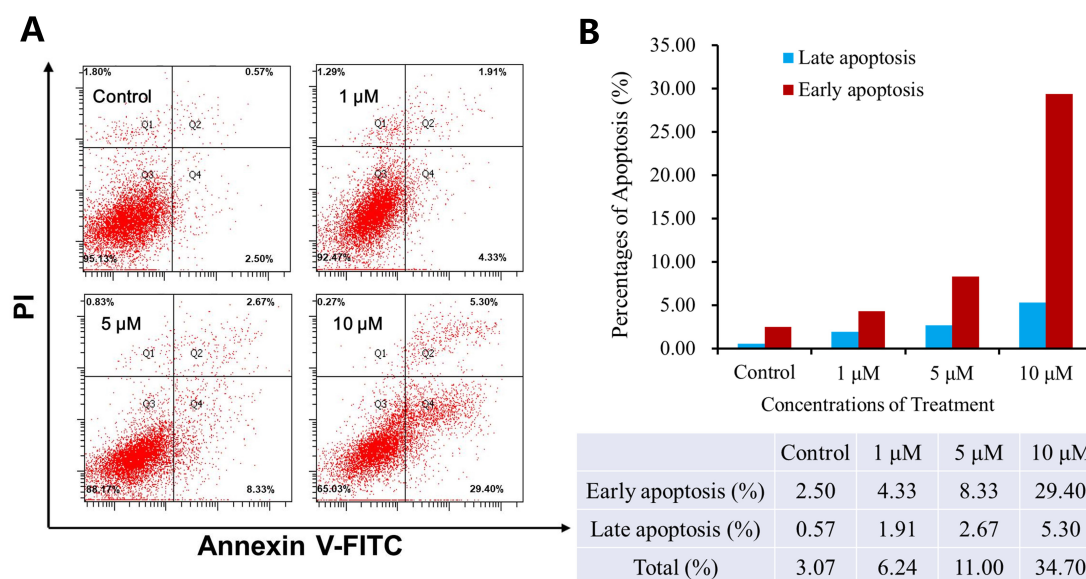 A
1.80% 0.57%
Control
Q1 Q2
Q3 Q4
95.13% 2.50%
1.29% 1.91%
1 μM
Q1 Q2
Q3 Q4
92.47% 4.33%
0.83% 2.67%
5 μM
Q1 Q2
Q3 Q4
88.17% 8.33%
0.27% 5.30%
10 μM
Q1 Q2
Q3 Q4
65.03% 29.40%
PI
Annexin V-FITC
B
Percentages of Apoptosis (%)
35.00
30.00
25.00
20.00
15.00
10.00
5.00
0.00
Late apoptosis
Early apoptosis
Control 1 μM 5 μM 10 μM
Concentrations of Treatment
Control 1 μM 5 μM 10 μM
Early apoptosis (%) 2.50 4.33 8.33 29.40
Late apoptosis (%) 0.57 1.91 2.67 5.30
Total (%) 3.07 6.24 11.00 34.70